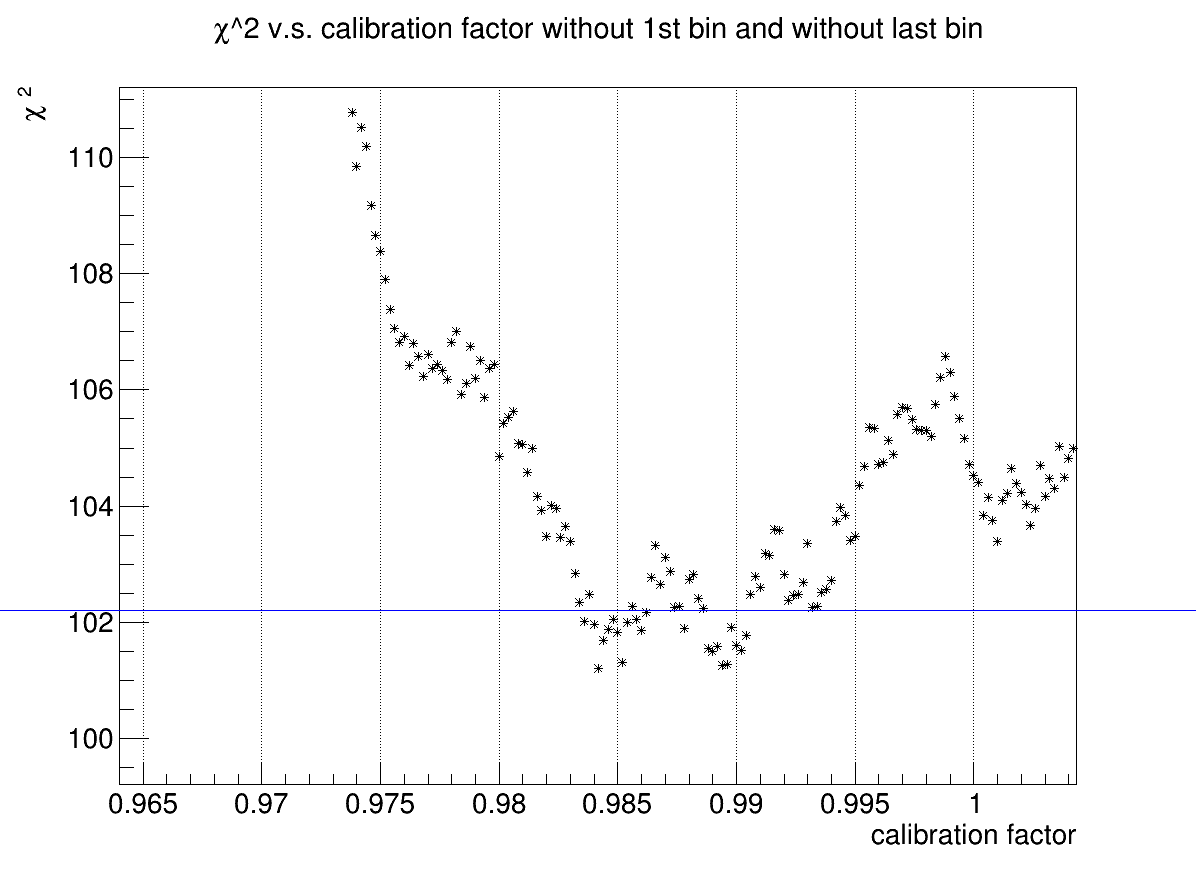 χ^2 v.s. calibration factor without 1st bin and without last bin
χ 2
110
108
106
104
102
100
0.965 0.97 0.975 0.98 0.985 0.99 0.995 1
calibration factor